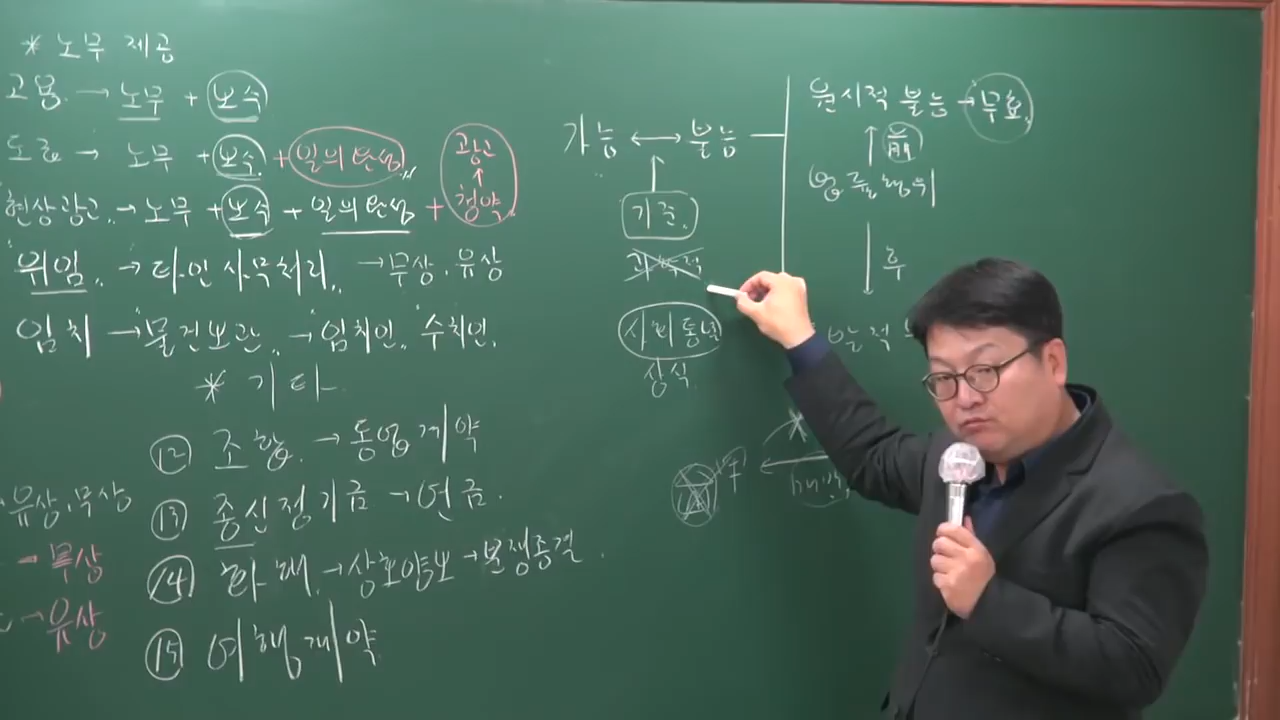 * 노무 제공
고용. → 노무 + 보수
도급 → 노무 + 보수 + 일의 완성
현상광고 → 노무 + 보수 + 일의 완성 + 청약
광고
위임. → 타인 사무처리 → 무상. 유상
임치 → 물건보관. → 임치인. 수치인.
* 기타
⑫ 조합. → 동업계약
⑬ 종신정기금 → 연금.
⑭ 화해. → 상호양보 → 분쟁종결.
⑮ 여행계약.
유상. 무상
→ 무상
→ 유상
가능 ↔ 불능
기준.
사회통념
상식
원시적 불능 → 무효
前
법률행위
후